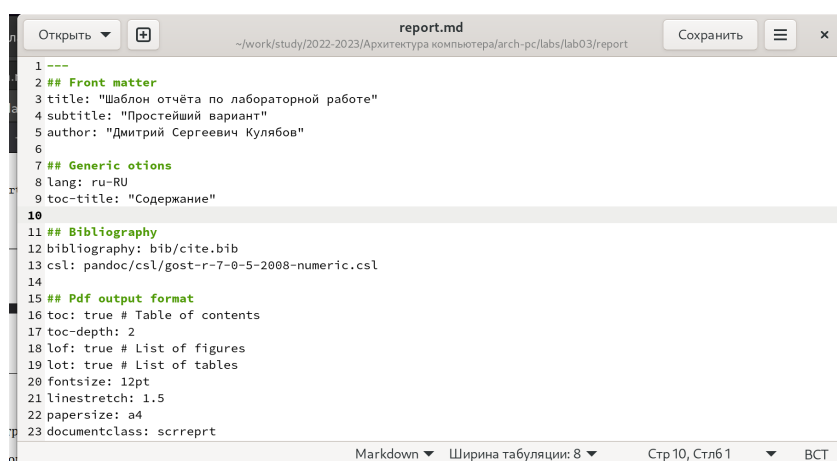 Открыть
report.md
~/work/study/2022-2023/Архитектура компьютера/arch-pc/labs/lab03/report
Сохранить
1 ---
2 ## Front matter
3 title: "Шаблон отчёта по лабораторной работе"
4 subtitle: "Простейший вариант"
5 author: "Дмитрий Сергеевич Кулябов"
6
7 ## Generic otions
8 lang: ru-RU
9 toc-title: "Содержание"
10
11 ## Bibliography
12 bibliography: bib/cite.bib
13 csl: pandoc/csl/gost-r-7-0-5-2008-numeric.csl
14
15 ## Pdf output format
16 toc: true # Table of contents
17 toc-depth: 2
18 lof: true # List of figures
19 lot: true # List of tables
20 fontsize: 12pt
21 linestretch: 1.5
22 papersize: a4
23 documentclass: scrreprt
Markdown Ширина табуляции: 8 Стр 10, Стлб 1 ВСТ